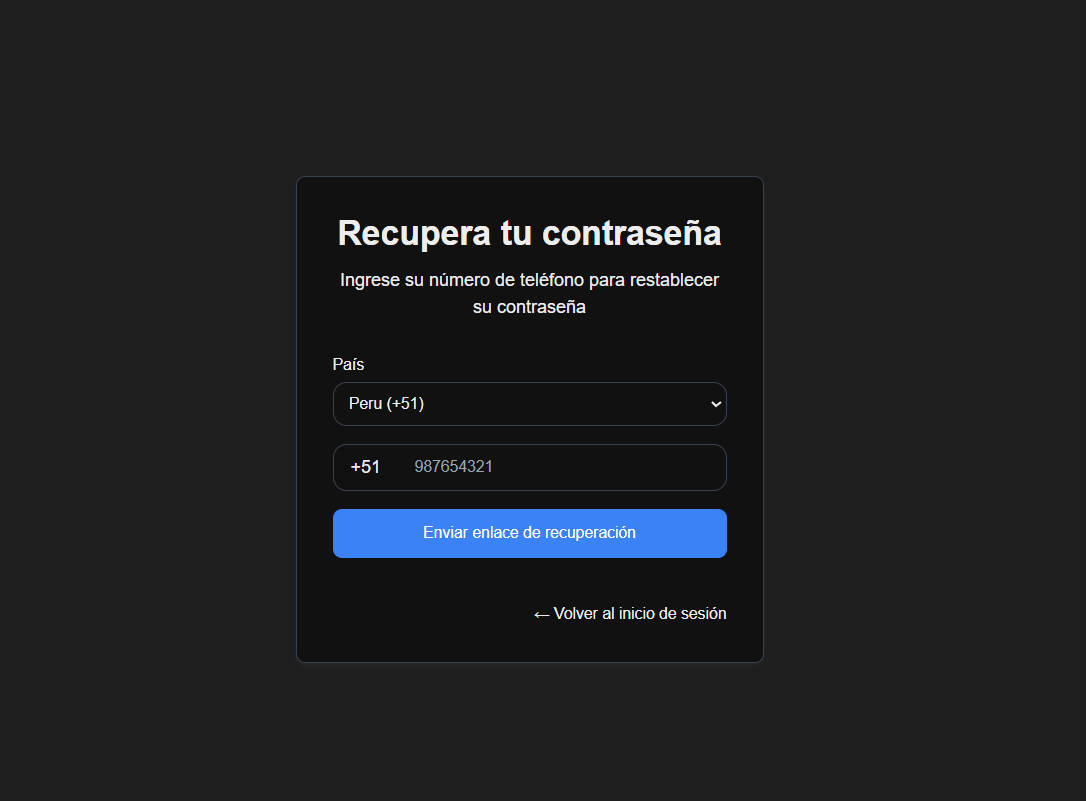 Recupera tu contraseña
Ingrese su número de teléfono para restablecer
su contraseña
País
Peru (+51)
+51 987654321
Enviar enlace de recuperación
← Volver al inicio de sesión